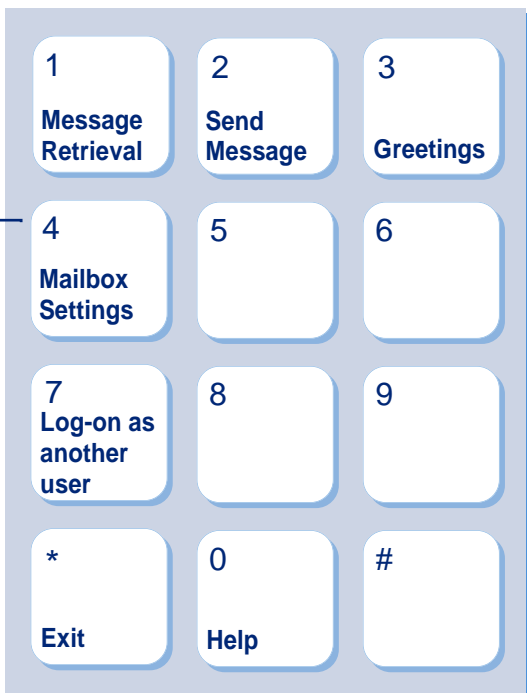 1
Message
Retrieval
2
Send
Message
3
Greetings
4
Mailbox
Settings
5
6
7
Log-on as
another
user
8
9
*
Exit
0
Help
#